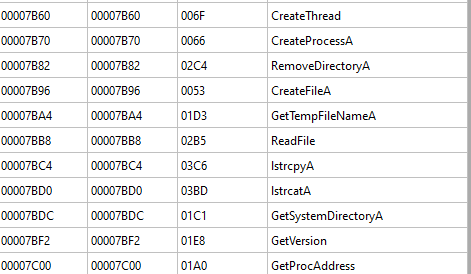 00007B60 00007B60 006F CreateThread
00007B70 00007B70 0066 CreateProcessA
00007B82 00007B82 02C4 RemoveDirectoryA
00007B96 00007B96 0053 CreateFileA
00007BA4 00007BA4 01D3 GetTempFileNameA
00007BB8 00007BB8 02B5 ReadFile
00007BC4 00007BC4 03C6 lstrcpyA
00007BD0 00007BD0 03BD lstrcatA
00007BDC 00007BDC 01C1 GetSystemDirectoryA
00007BF2 00007BF2 01E8 GetVersion
00007C00 00007C00 01A0 GetProcAddress